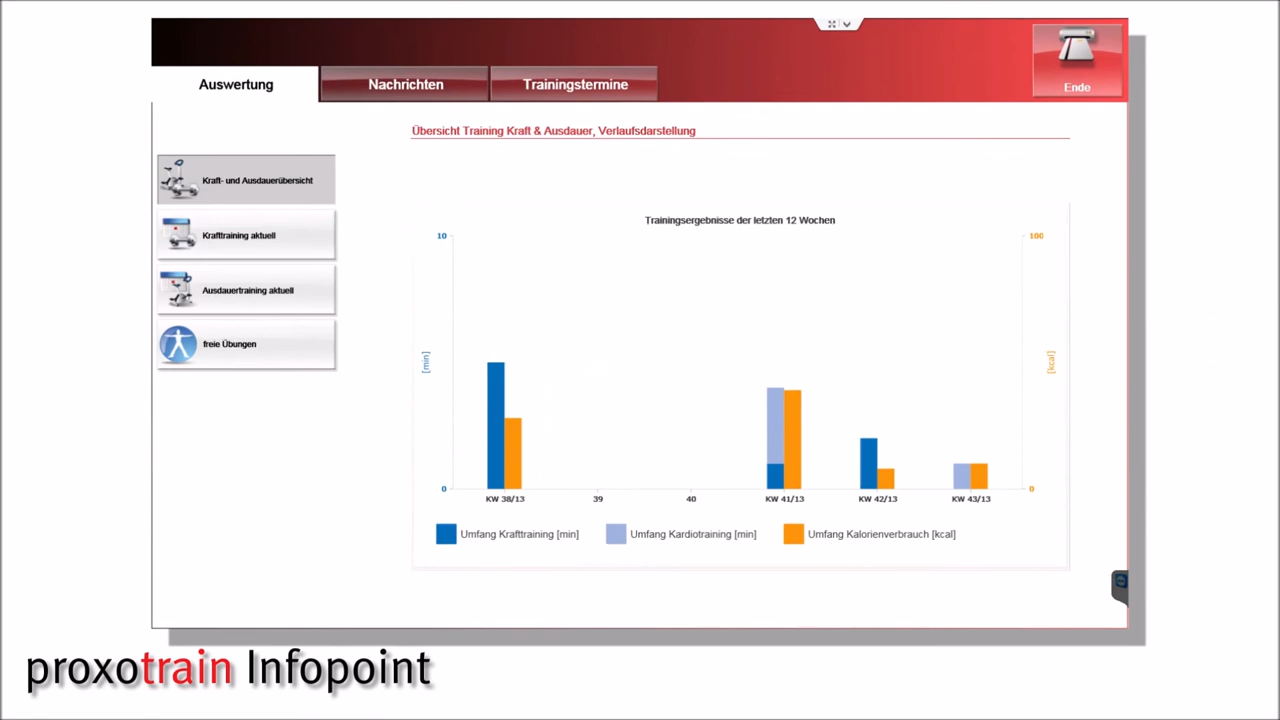 Ende
Auswertung
Nachrichten
Trainingstermine
Übersicht Training Kraft & Ausdauer, Verlaufsdarstellung
Kraft- und Ausdauerübersicht
Krafttraining aktuell
Ausdauertraining aktuell
freie Übungen
Trainingsergebnisse der letzten 12 Wochen
10
100
[min]
[kcal]
0
0
KW 38/13
39
40
KW 41/13
KW 42/13
KW 43/13
Umfang Krafttraining [min]
Umfang Kardiotraining [min]
Umfang Kalorienverbrauch [kcal]
proxotrain Infopoint